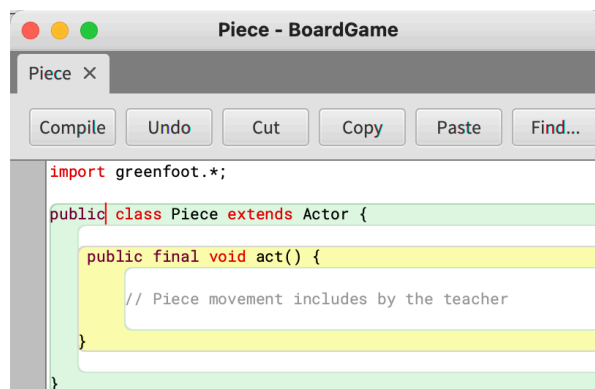 Piece - BoardGame
Piece ×
Compile Undo Cut Copy Paste Find...
import greenfoot.*;
public class Piece extends Actor {
public final void act() {
// Piece movement includes by the teacher
}
}